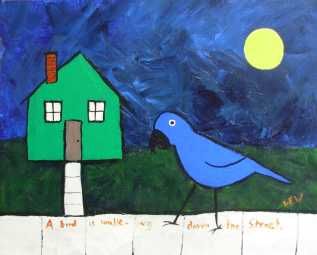 A bird is walk- ing down the street.